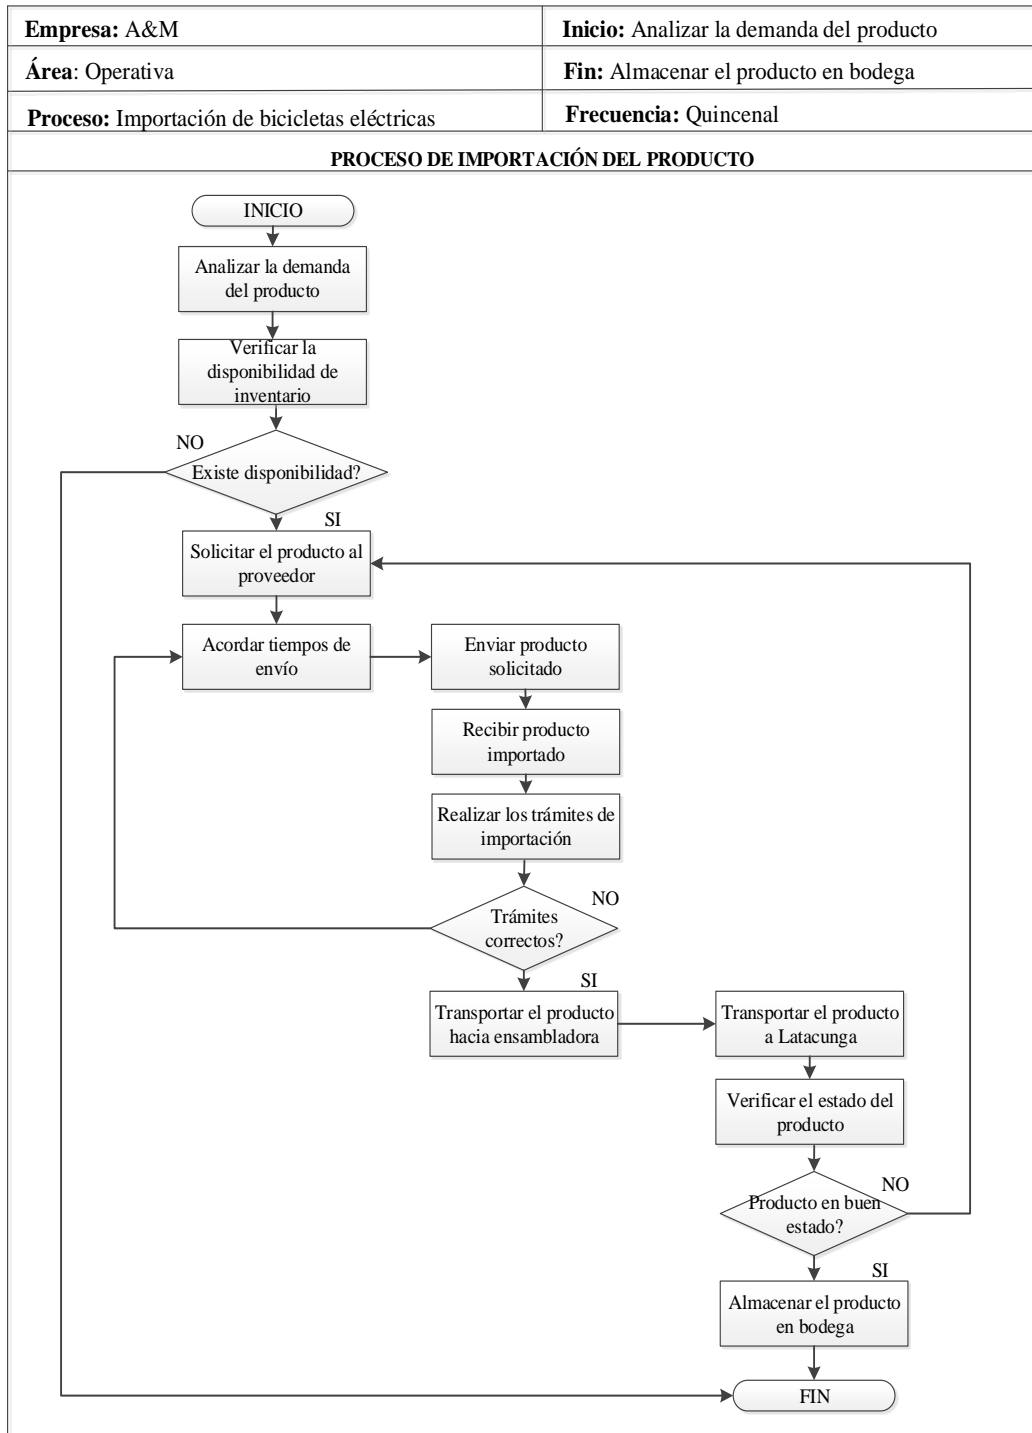 Empresa: A&M
Inicio: Analizar la demanda del producto
Área: Operativa
Fin: Almacenar el producto en bodega
Proceso: Importación de bicicletas eléctricas
Frecuencia: Quincenal
PROCESO DE IMPORTACIÓN DEL PRODUCTO
INICIO
Analizar la demanda
del producto
Verificar la
disponibilidad de
inventario
NO
Existe disponibilidad?
SI
Solicitar el producto al
proveedor
Acordar tiempos de
envío
Enviar producto
solicitado
Recibir producto
importado
Realizar los trámites de
importación
NO
Trámites
correctos?
SI
Transportar el producto
hacia ensambladora
Transportar el producto
a Latacunga
Verificar el estado del
producto
NO
Producto en buen
estado?
SI
Almacenar el producto
en bodega
FIN